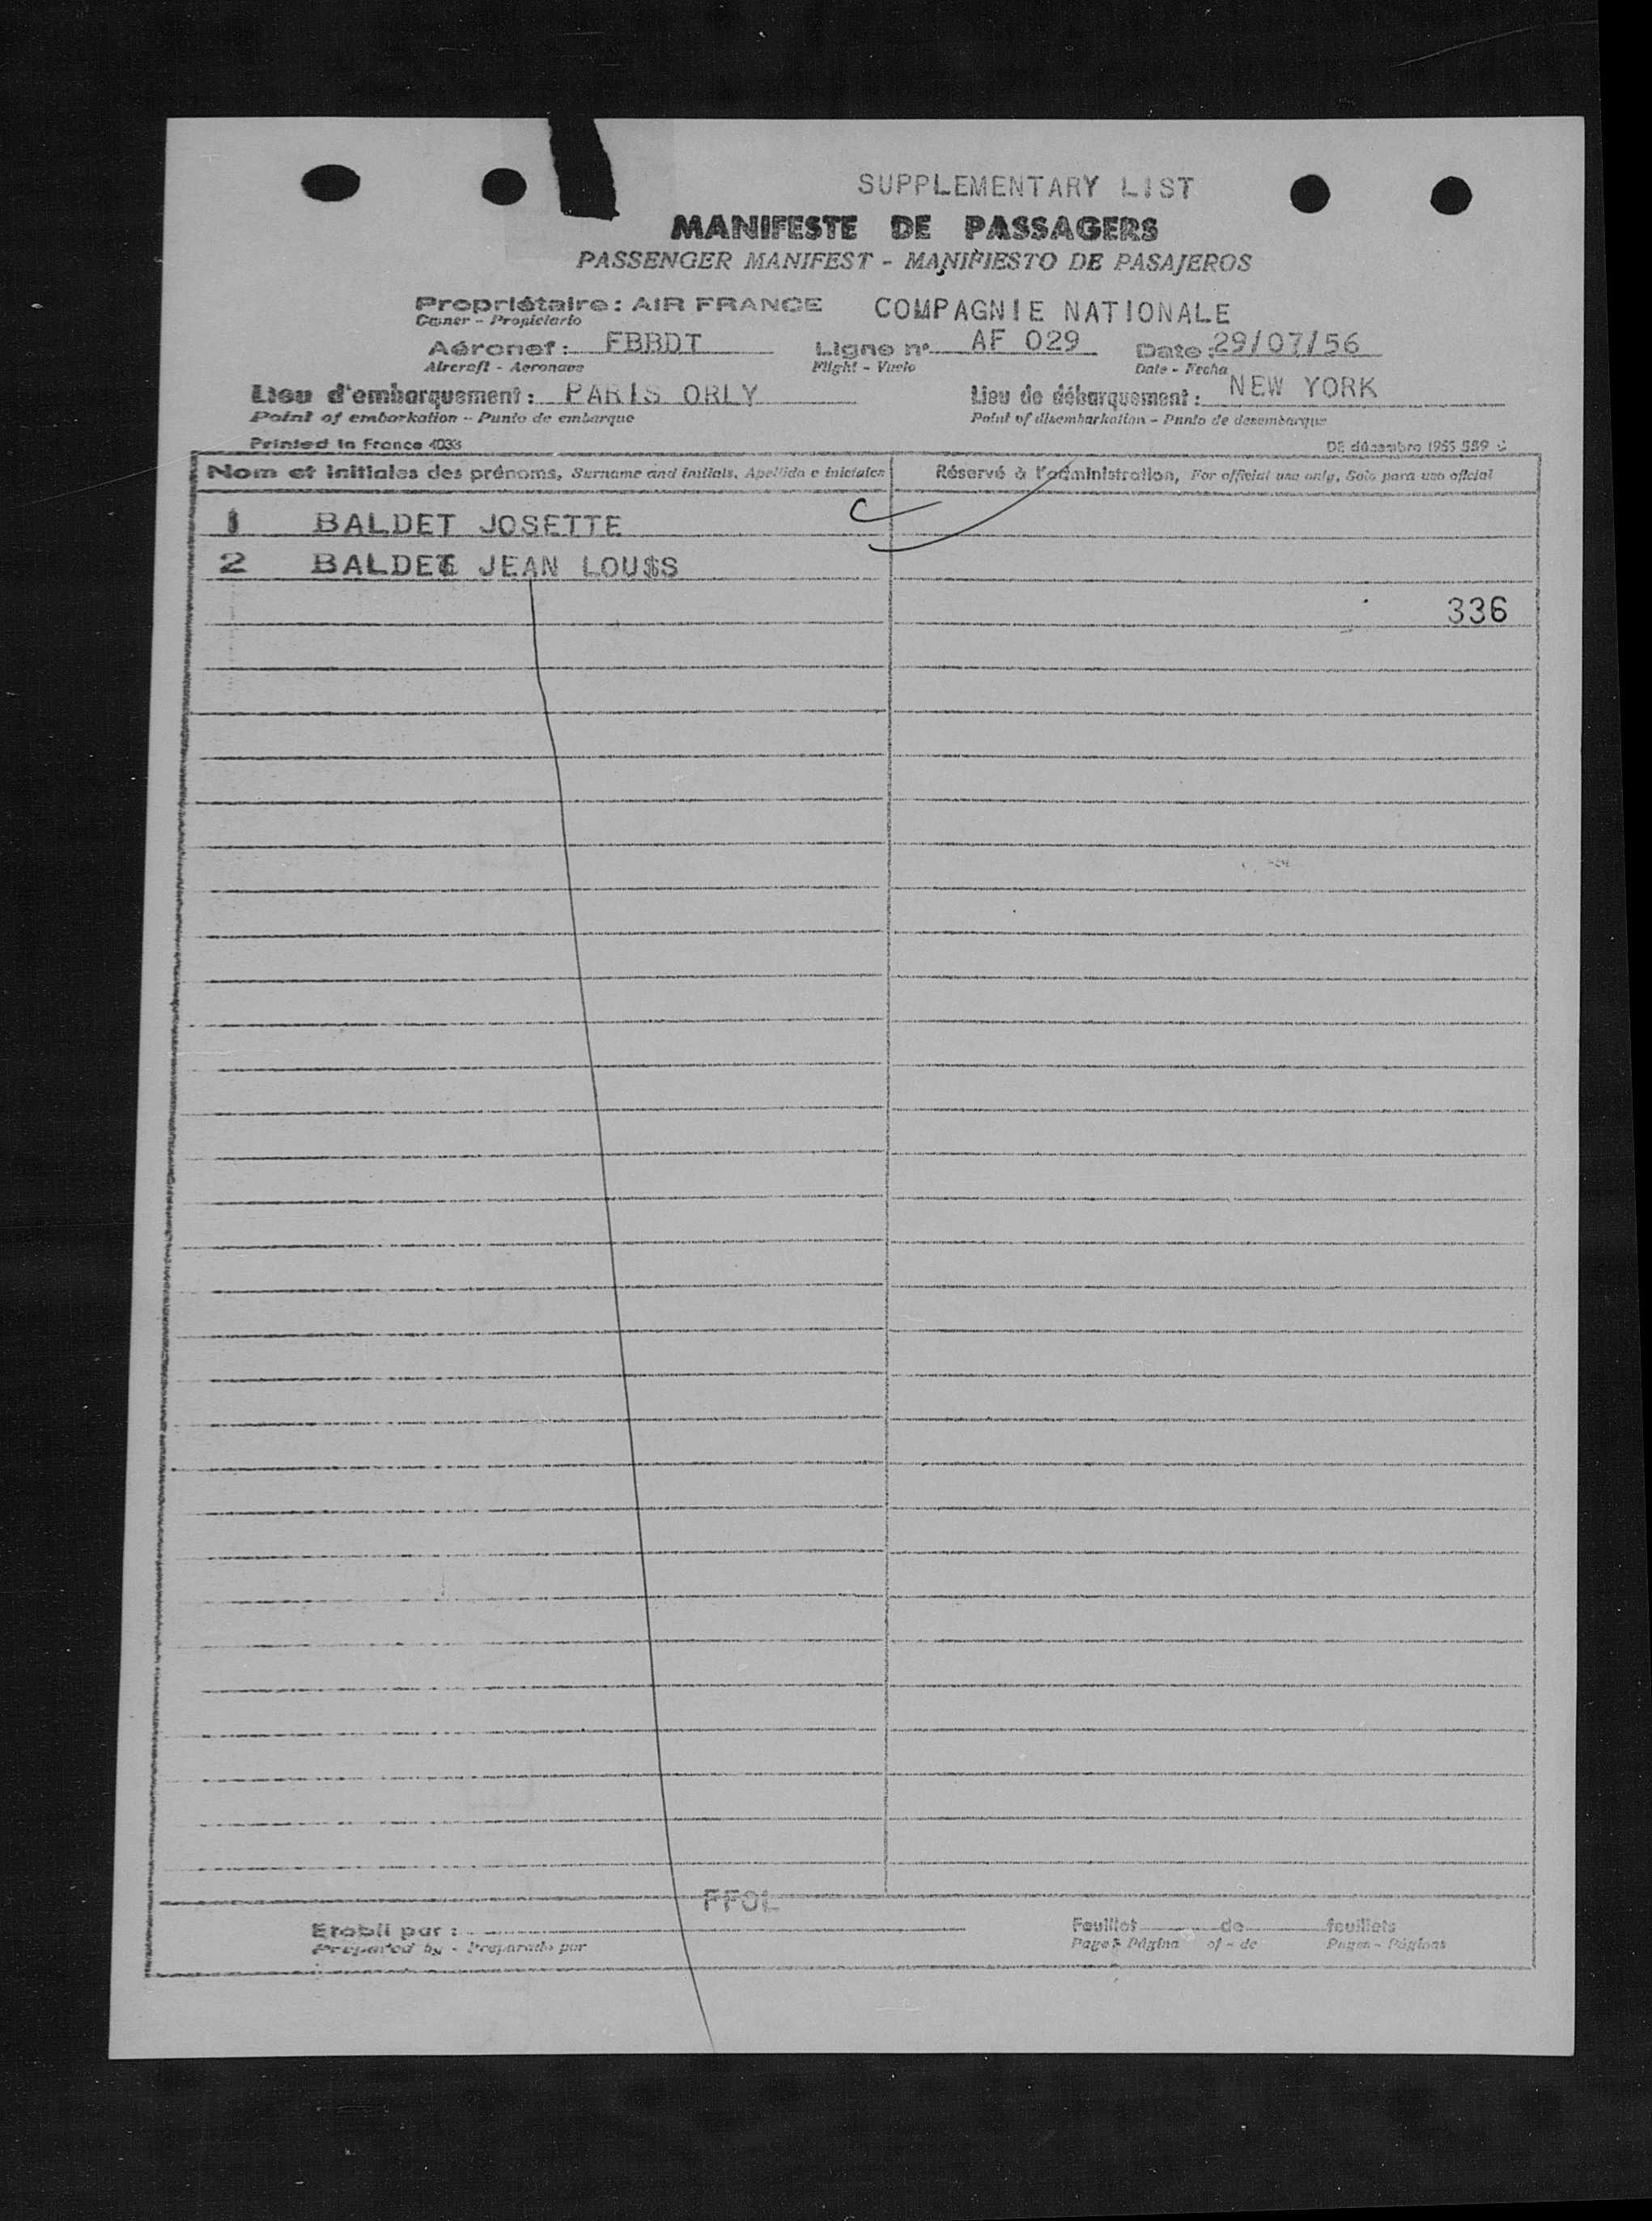 SUPPLEMENTARY LIST
MANIFESTE DE PASSAGERS
PASSENGER MANIFEST - MANIFIESTO DE PASAJEROS
Propriétaire : AIR FRANCE COMPAGNIE NATIONALE
Owner - Propietario
Aéronef : FBBDT Ligne n° AF 029 Date : 29/07/56
Aircraft - Aeronave Flight - Vuelo Date - Fecha
Lieu d'embarquement : PARIS ORLY Lieu de débarquement : NEW YORK
Point of embarkation - Punto de embarque Point of disembarkation - Punto de desembarque
Printed in France 4033 DE décembre 1955 559
Nom et initiales des prénoms, Surname and initials, Apellido e iniciales Réservé à l'administration, For official use only, Solo para uso oficial
1 BALDET JOSETTE
2 BALDET JEAN LOUIS
336
FFOL
Etabli par : Feuillet de feuillets
Prepared by - Preparado por Page - Página of - de Pages - Páginas